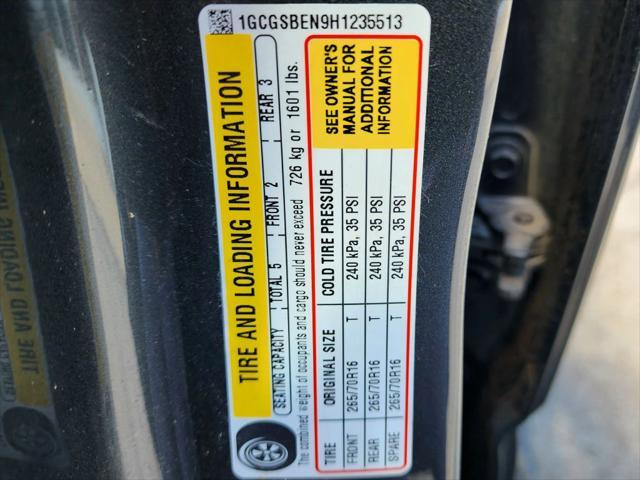 1GCGSBEN9H1235513
TIRE AND LOADING INFORMATION
SEATING CAPACITY TOTAL 5 FRONT 2 REAR 3
The combined weight of occupants and cargo should never exceed 726 kg or 1601 lbs.
TIRE ORIGINAL SIZE COLD TIRE PRESSURE
FRONT 265/70R16 T 240 kPa, 35 PSI
REAR 265/70R16 T 240 kPa, 35 PSI
SPARE 265/70R16 T 240 kPa, 35 PSI
SEE OWNER'S
MANUAL FOR
ADDITIONAL
INFORMATION
TIRE AND LOADING